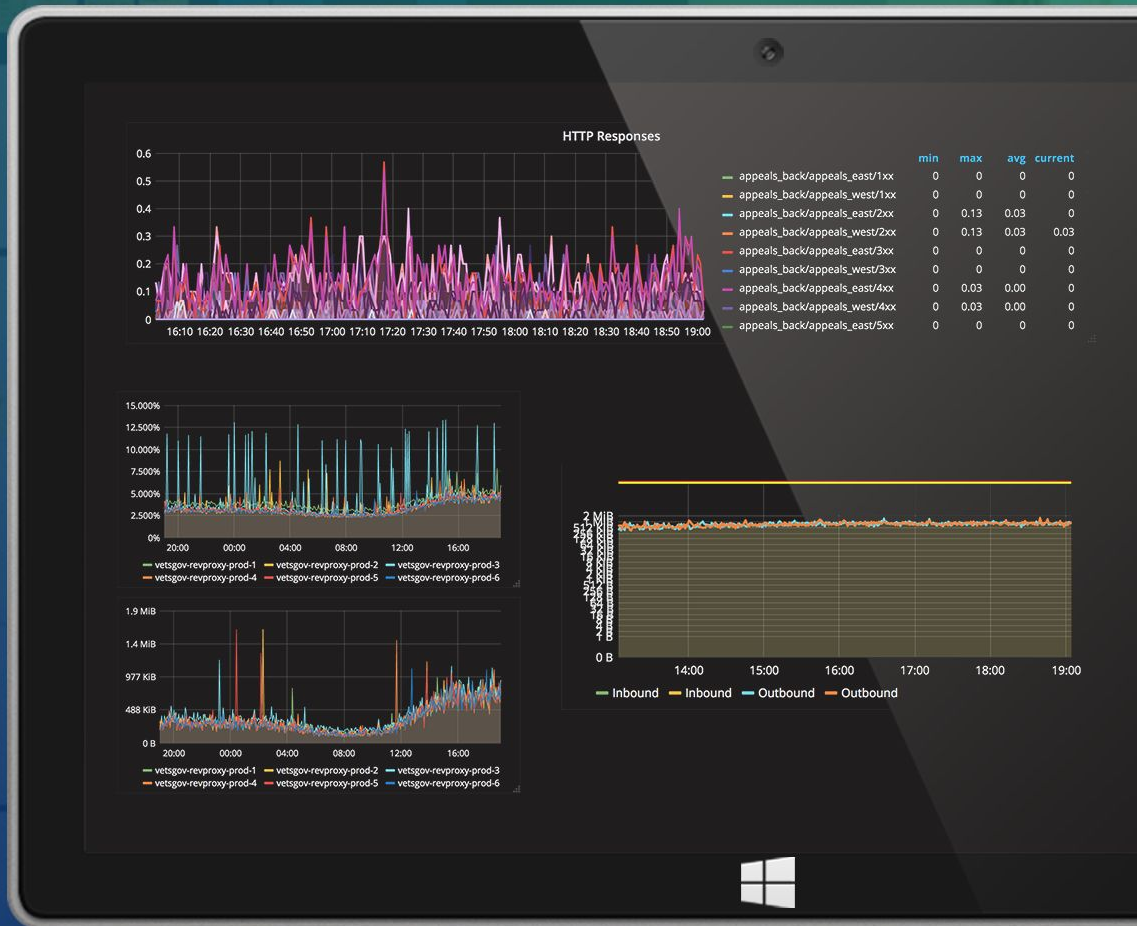 HTTP Responses
0.6
0.5
0.4
0.3
0.2
0.1
0
16:10 16:20 16:30 16:40 16:50 17:00 17:10 17:20 17:30 17:40 17:50 18:00 18:10 18:20 18:30 18:40 18:50 19:00
min max avg current
appeals_back/appeals_east/1xx 0 0 0 0
appeals_back/appeals_west/1xx 0 0 0 0
appeals_back/appeals_east/2xx 0 0.13 0.03 0
appeals_back/appeals_west/2xx 0 0.13 0.03 0.03
appeals_back/appeals_east/3xx 0 0 0 0
appeals_back/appeals_west/3xx 0 0 0 0
appeals_back/appeals_east/4xx 0 0.03 0.00 0
appeals_back/appeals_west/4xx 0 0.03 0.00 0
appeals_back/appeals_east/5xx 0 0 0 0
15.000%
12.500%
10.000%
7.500%
5.000%
2.500%
0%
20:00 00:00 04:00 08:00 12:00 16:00
vetsgov-revproxy-prod-1 vetsgov-revproxy-prod-2 vetsgov-revproxy-prod-3
vetsgov-revproxy-prod-4 vetsgov-revproxy-prod-5 vetsgov-revproxy-prod-6
1.9 MiB
1.4 MiB
977 KiB
488 KiB
0 B
20:00 00:00 04:00 08:00 12:00 16:00
vetsgov-revproxy-prod-1 vetsgov-revproxy-prod-2 vetsgov-revproxy-prod-3
vetsgov-revproxy-prod-4 vetsgov-revproxy-prod-5 vetsgov-revproxy-prod-6
2 MiB
1 B
0 B
14:00 15:00 16:00 17:00 18:00 19:00
Inbound Inbound Outbound Outbound